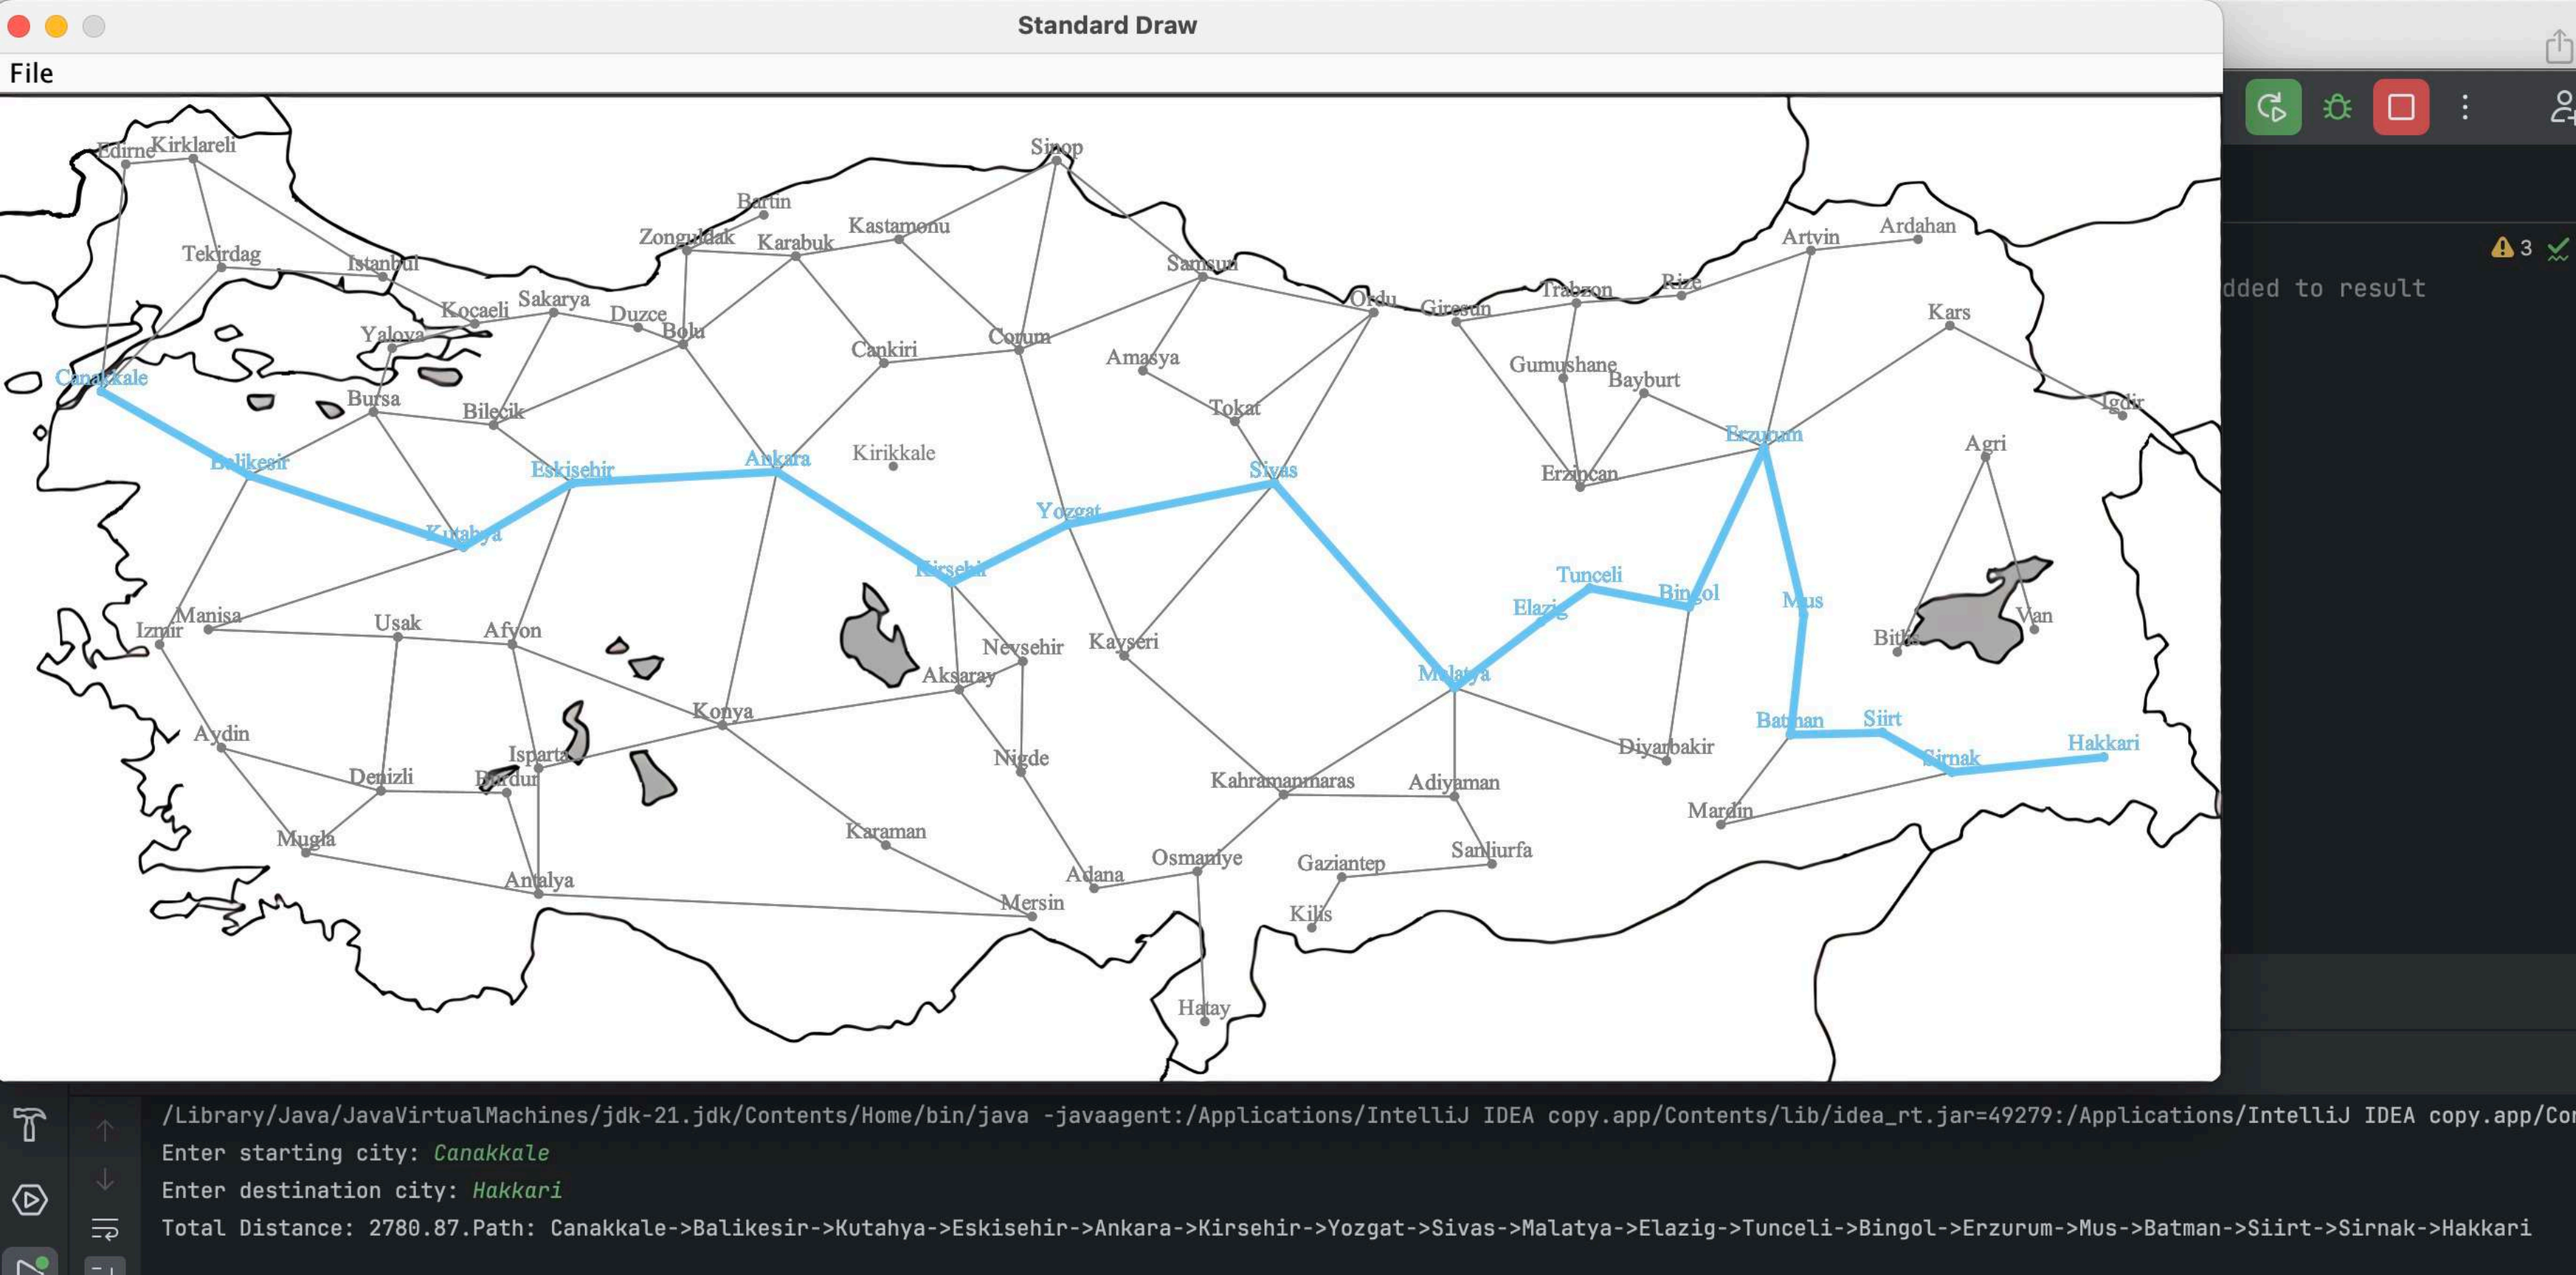 Standard Draw
File
Edirne
Kirklareli
Sinop
Bartin
Kastamonu
Ardahan
Zonguldak
Karabuk
Artvin
3
Tekirdag
Istanbul
Samsun
Rize
Trabzon
dded to result
Sakarya
Ordu
Kocaeli
Duzce
Giresun
Kars
Yalova
Bolu
Corum
Cankiri
Amasya
Gumushane
Canakkale
Bayburt
Bursa
Igdir
Bilecik
Tokat
Erzurum
Agri
Kirikkale
Balikesir
Eskisehir
Ankara
Sivas
Erzincan
Yozgat
Kutahya
Kirsehir
Tunceli
Bingol
Mus
Elazig
Manisa
Van
Usak
Izmir
Afyon
Bitlis
Kayseri
Nevsehir
Aksaray
Malatya
Konya
Batman
Siirt
Aydin
Hakkari
Diyarbakir
Isparta
Nigde
Sirnak
Denizli
Burdur
Kahramanmaras
Adiyaman
Mardin
Mugla
Karaman
Sanliurfa
Osmaniye
Gaziantep
Adana
Antalya
Mersin
Kilis
Hatay
/Library/Java/JavaVirtualMachines/jdk-21.jdk/Contents/Home/bin/java -javaagent:/Applications/IntelliJ IDEA copy.app/Contents/lib/idea_rt.jar=49279:/Applications/IntelliJ IDEA copy.app/Con
Enter starting city: Canakkale
Enter destination city: Hakkari
Total Distance: 2780.87.Path: Canakkale->Balikesir->Kutahya->Eskisehir->Ankara->Kirsehir->Yozgat->Sivas->Malatya->Elazig->Tunceli->Bingol->Erzurum->Mus->Batman->Siirt->Sirnak->Hakkari